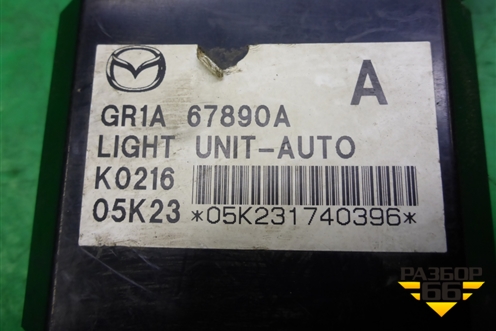 A
GR1A 67890A
LIGHT UNIT-AUTO
K0216
05K23 *05K231740396*
РАЗБОР
66